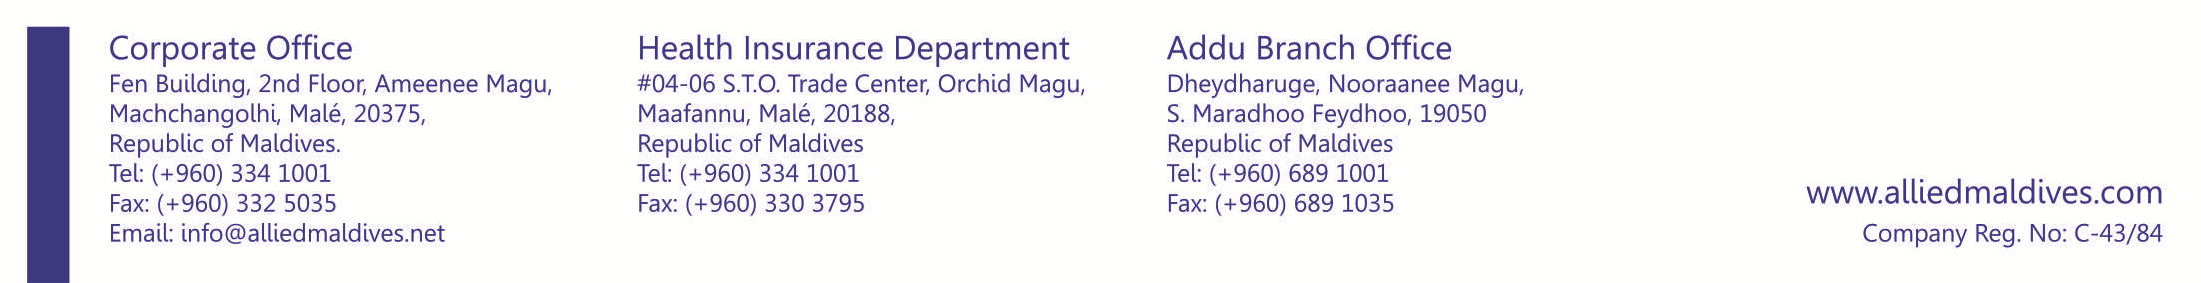 Corporate Office
Fen Building, 2nd Floor, Ameenee Magu,
Machchangolhi, Malé, 20375,
Republic of Maldives.
Tel: (+960) 334 1001
Fax: (+960) 332 5035
Email: info@alliedmaldives.net
Health Insurance Department
#04-06 S.T.O. Trade Center, Orchid Magu,
Maafannu, Malé, 20188,
Republic of Maldives
Tel: (+960) 334 1001
Fax: (+960) 330 3795
Addu Branch Office
Dheydharuge, Nooraanee Magu,
S. Maradhoo Feydhoo, 19050
Republic of Maldives
Tel: (+960) 689 1001
Fax: (+960) 689 1035
www.alliedmaldives.com
Company Reg. No: C-43/84